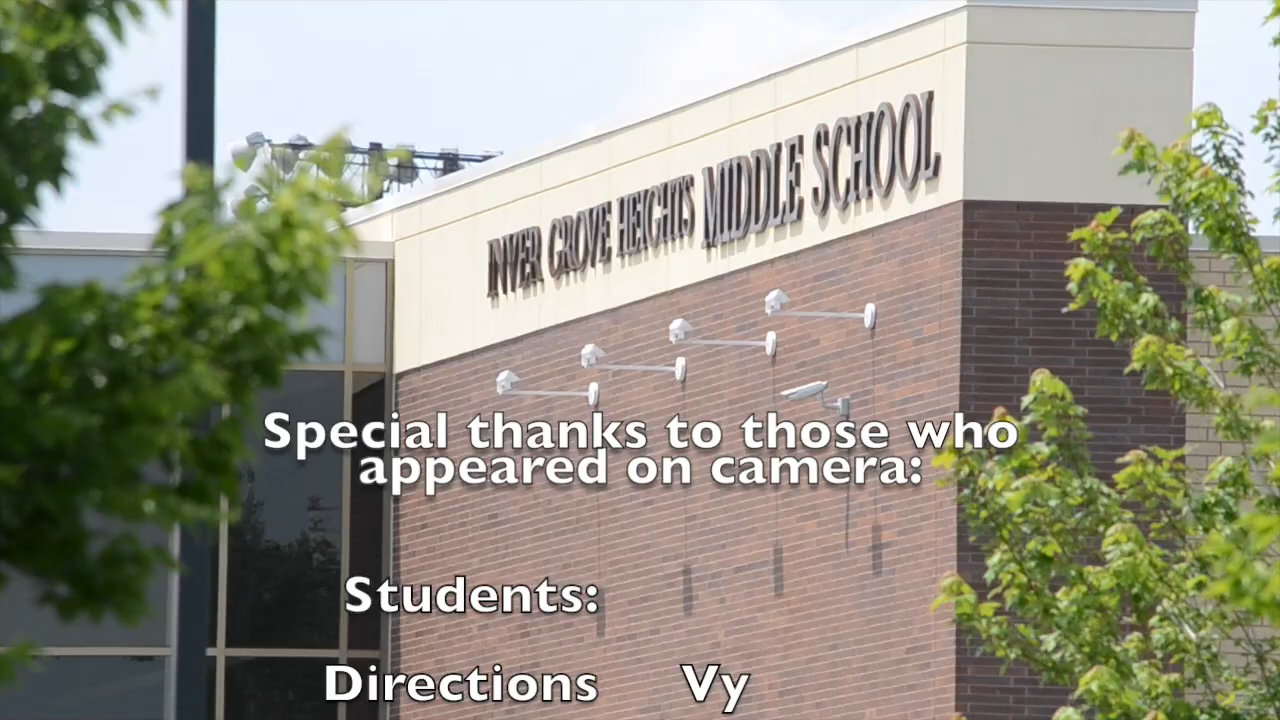 INVER GROVE HEIGHTS MIDDLE SCHOOL
Special thanks to those who
appeared on camera:
Students:
Directions Vy